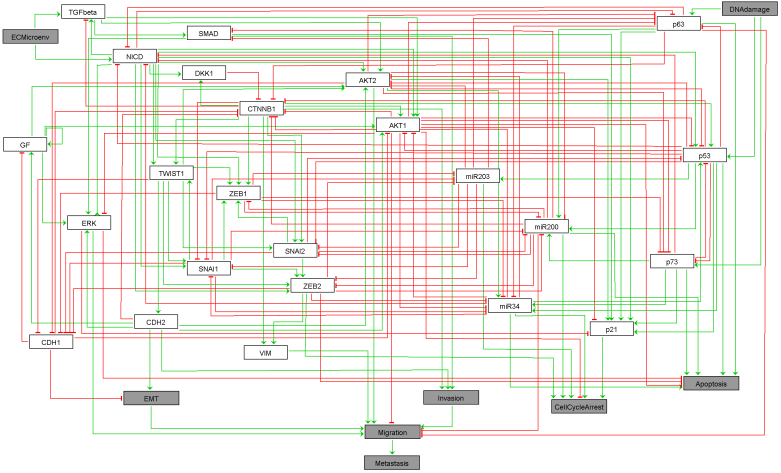 TGFbeta
DNAdamage
p63
ECMicroenv
SMAD
NICD
DKK1
AKT2
CTNNB1
AKT1
GF
p53
TWIST1
miR203
ZEB1
ERK
miR200
SNAI2
SNAI1
p73
ZEB2
miR34
CDH2
p21
CDH1
VIM
Apoptosis
EMT
Invasion
CellCycleArrest
Migration
Metastasis